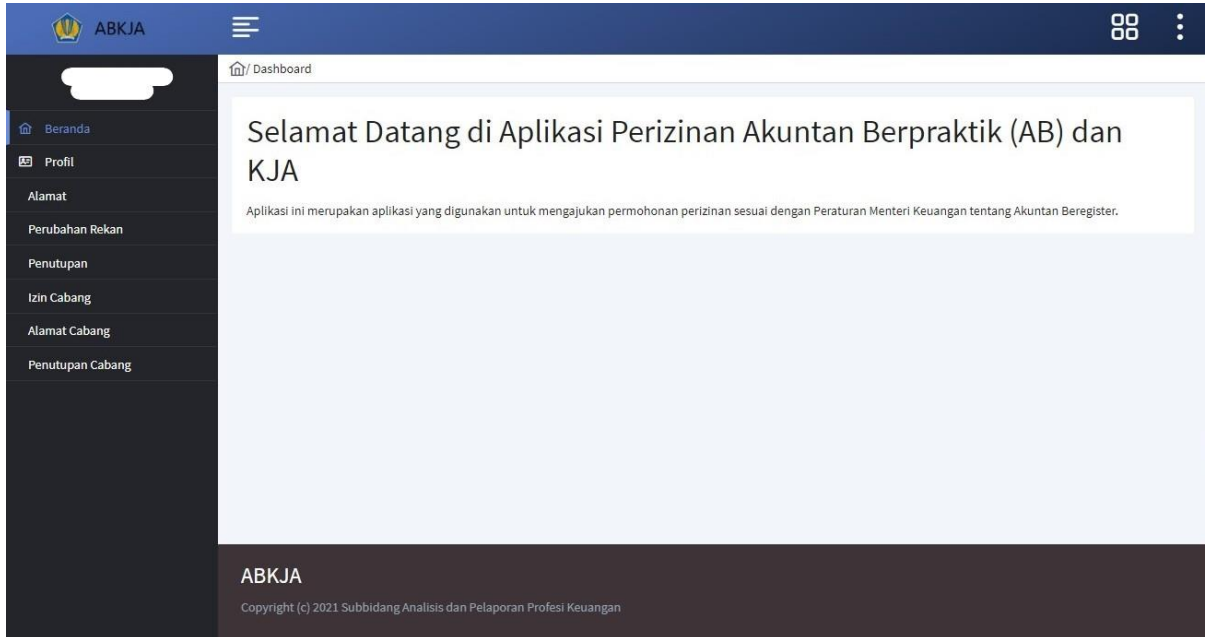 ABKJA
/ Dashboard
Beranda
Profil
Alamat
Perubahan Rekan
Penutupan
Izin Cabang
Alamat Cabang
Penutupan Cabang
Selamat Datang di Aplikasi Perizinan Akuntan Berpraktik (AB) dan
KJA
Aplikasi ini merupakan aplikasi yang digunakan untuk mengajukan permohonan perizinan sesuai dengan Peraturan Menteri Keuangan tentang Akuntan Beregister.
ABKJA
Copyright (c) 2021 Subbidang Analisis dan Pelaporan Profesi Keuangan